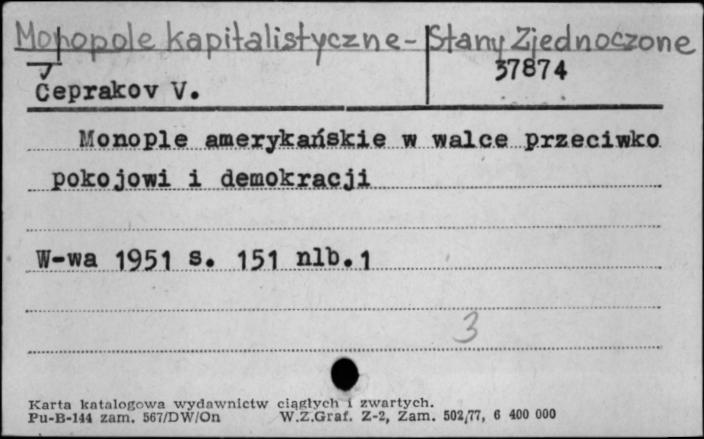 Monopole kapitalistyczne - Stany Zjednoczone
37874
Čeprakov V.
Monople amerykańskie w walce przeciwko
pokojowi i demokracji
W-wa 1951 s. 151 nlb.1
3
Karta katalogowa wydawnictw ciągłych i zwartych.
Pu-B-144 zam. 567/DW/On W.Z.Graf. Z-2, Zam. 502/77, 6 400 000